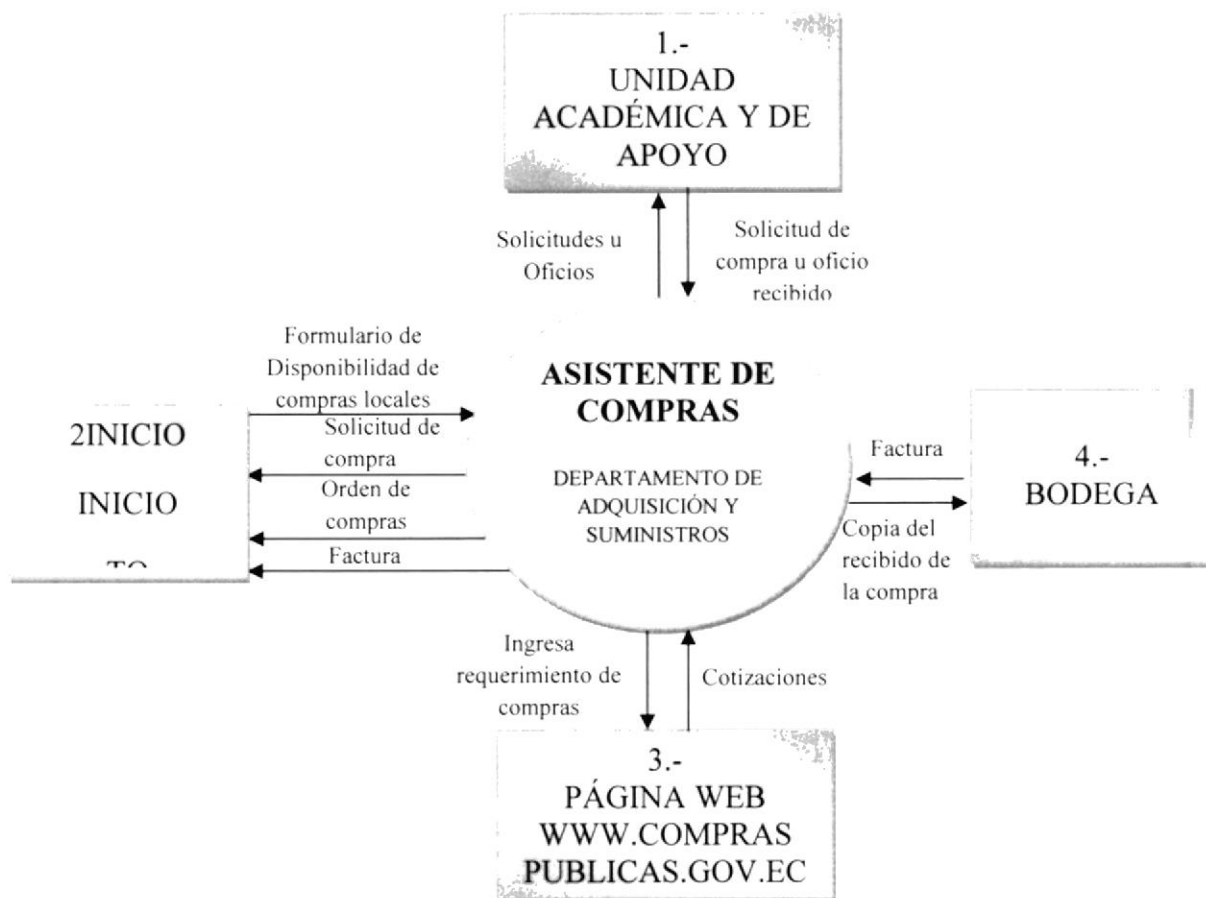 1.-
UNIDAD
ACADÉMICA Y DE
APOYO
Solicitudes u
Oficios
Solicitud de
compra u oficio
recibido
Formulario de
Disponibilidad de
compras locales
Solicitud de
compra
Orden de
compras
Factura
2INICIO
INICIO
TO
ASISTENTE DE
COMPRAS
DEPARTAMENTO DE
ADQUISICIÓN Y
SUMINISTROS
Factura
Copia del
recibido de
la compra
4.-
BODEGA
Ingresa
requerimiento de
compras
Cotizaciones
3.-
PÁGINA WEB
WWW.COMPRAS
PUBLICAS.GOV.EC